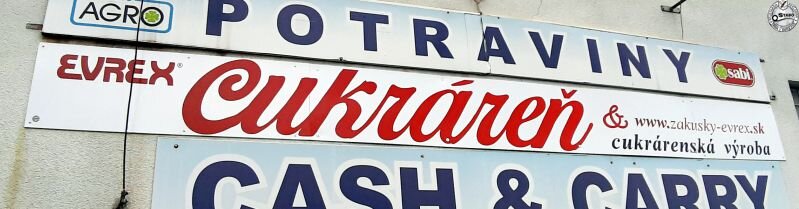 AGRO
POTRAVINY
sabi
EVREX®
Cukráreň
& www.zakusky-evrex.sk
cukrárenská výroba
CASH & CARRY